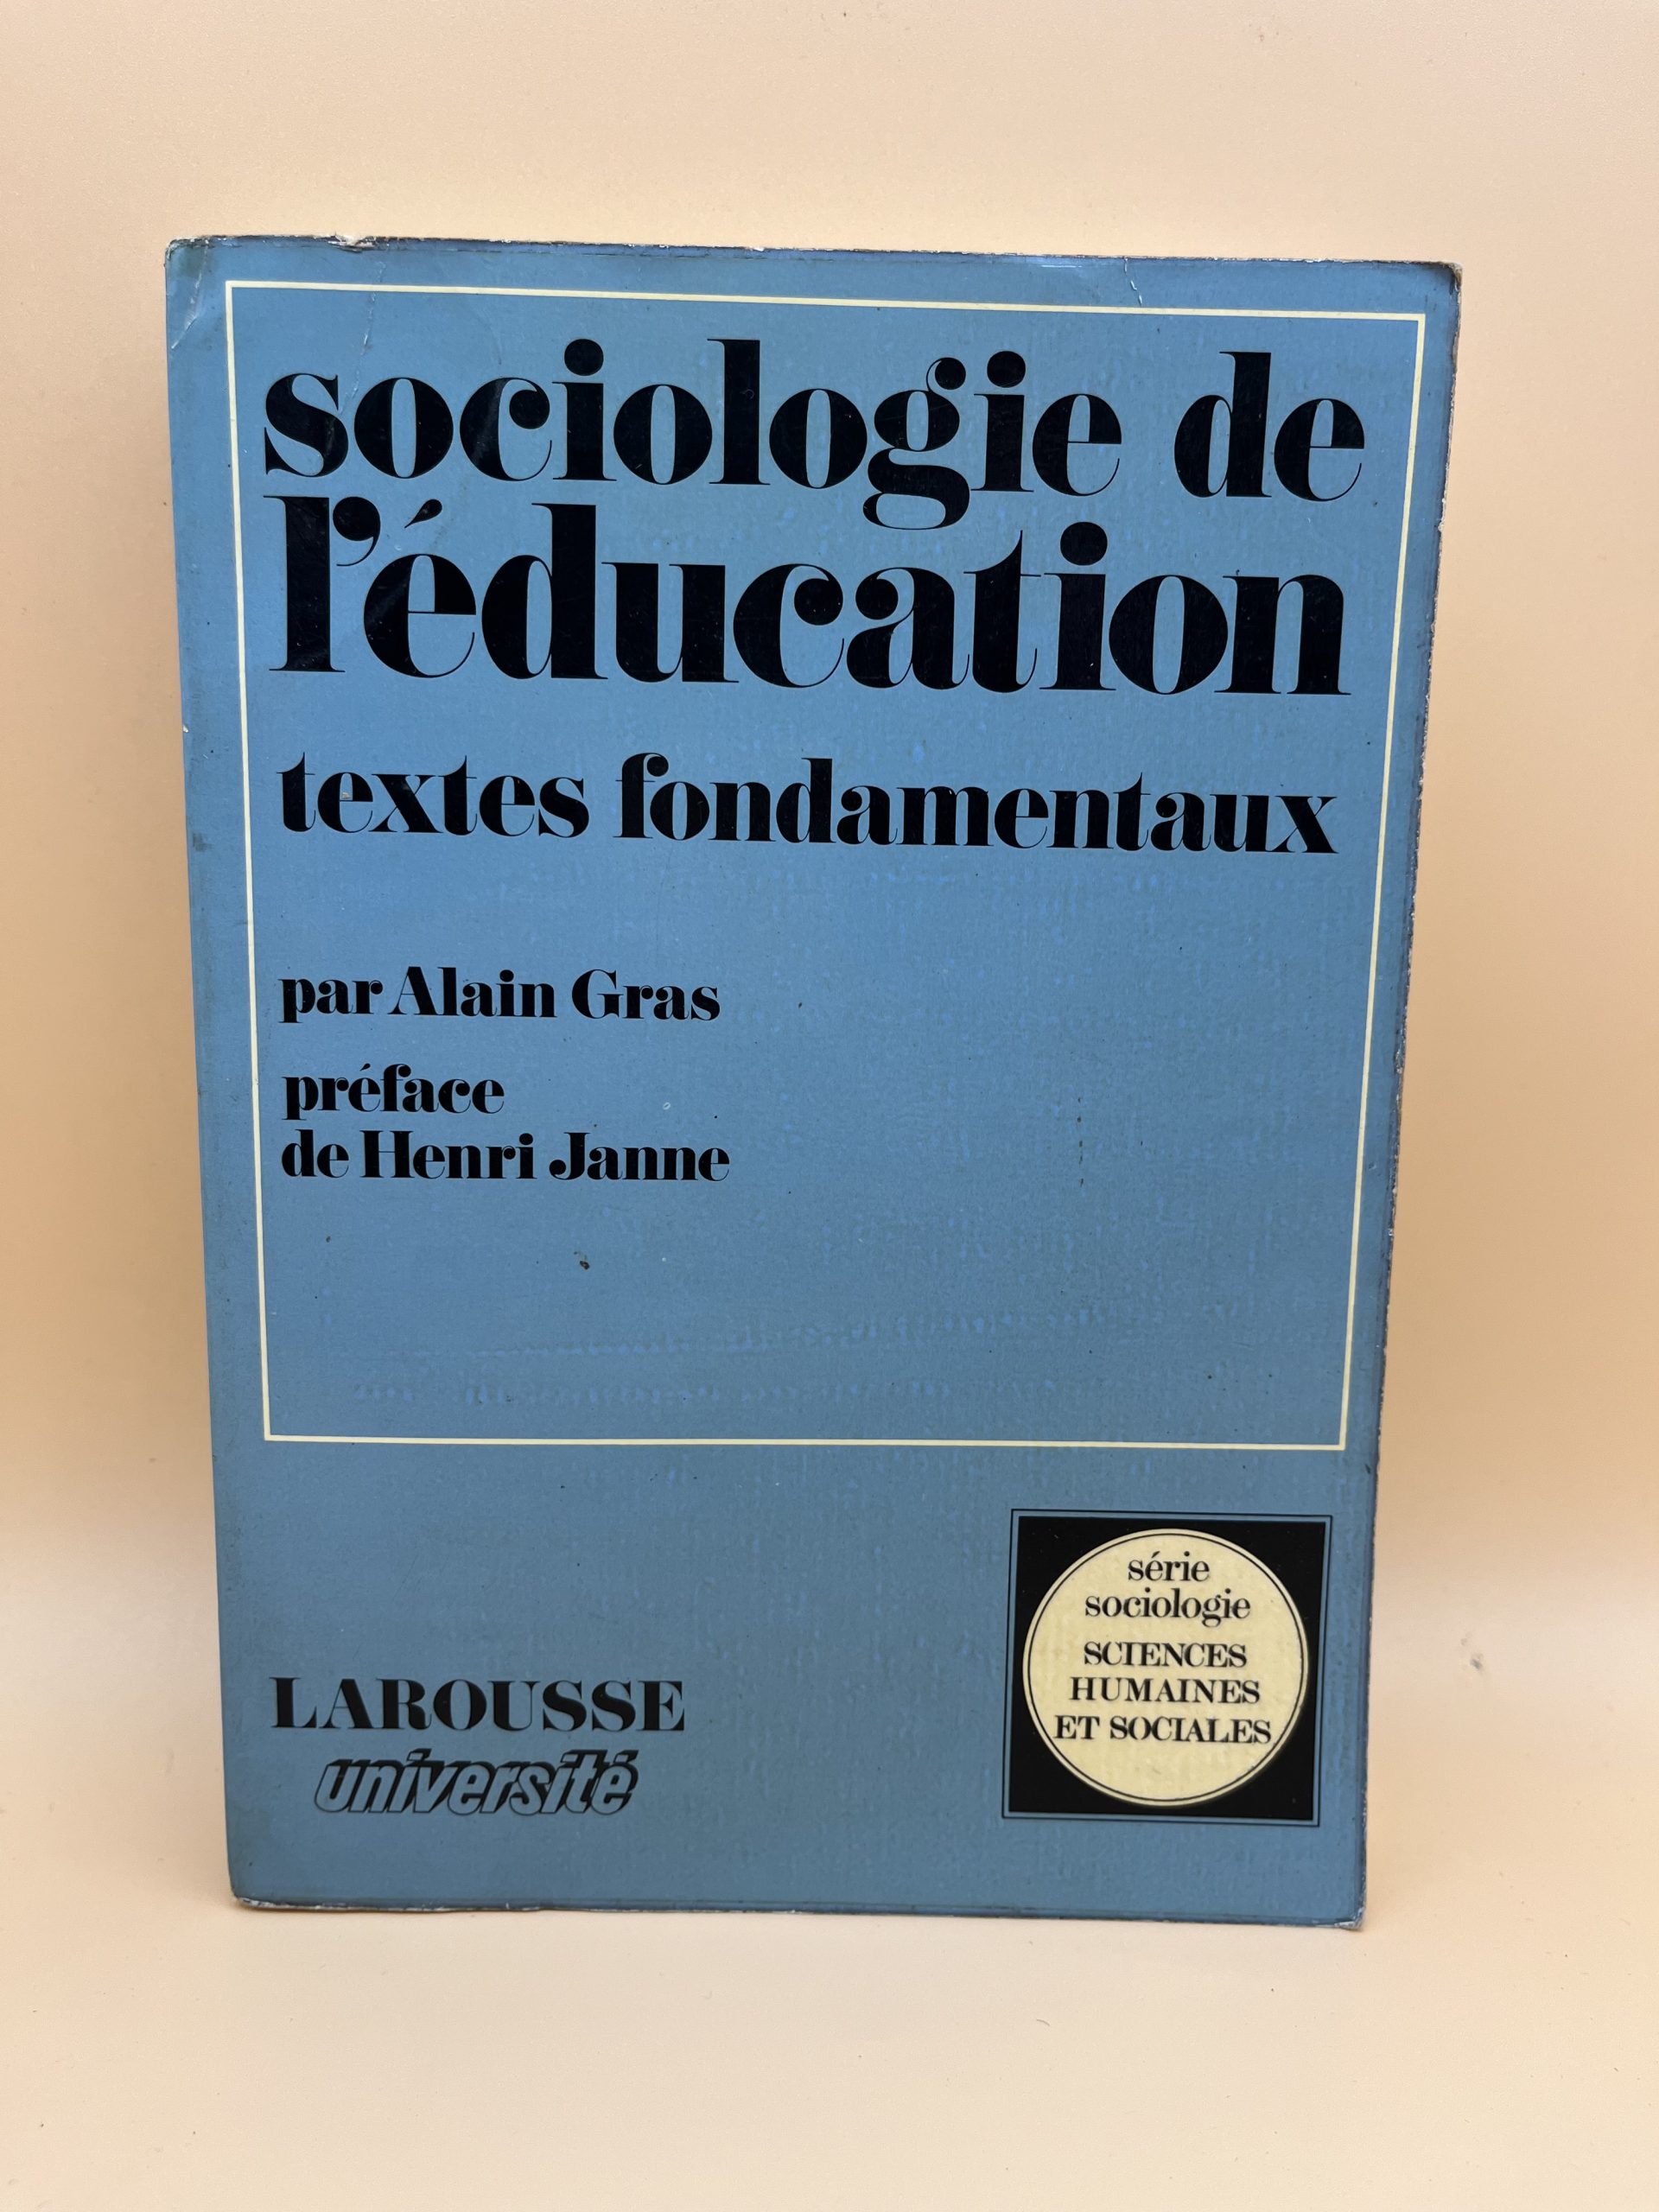 sociologie de
l'éducation
textes fondamentaux
par Alain Gras
préface
de Henri Janne
LAROUSSE
université
série
sociologie
SCIENCES
HUMAINES
ET SOCIALES